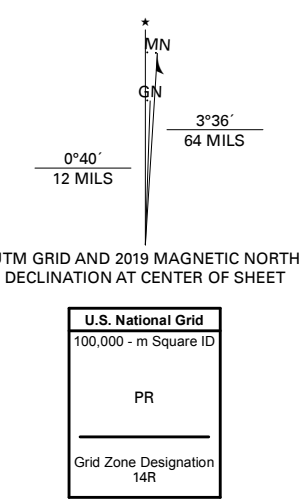 ★
MN
GN
3°36´
64 MILS
0°40´
12 MILS
UTM GRID AND 2019 MAGNETIC NORTH
DECLINATION AT CENTER OF SHEET
U.S. National Grid
100,000 - m Square ID
PR
Grid Zone Designation
14R